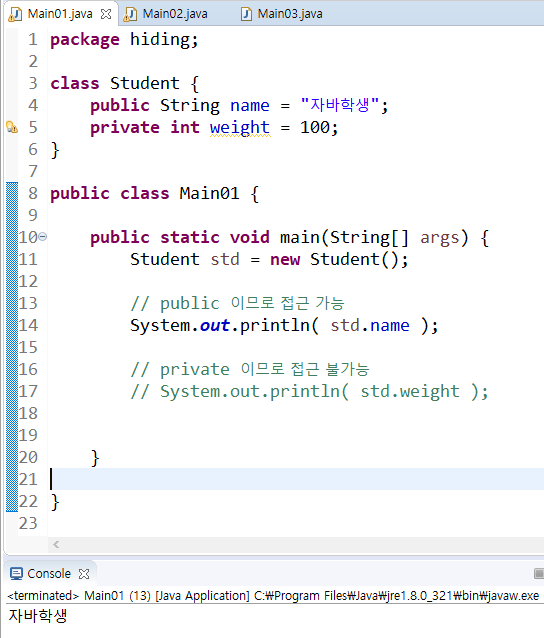 Main01.java Main02.java Main03.java
1 package hiding;
2
3 class Student {
4 public String name = "자바학생";
5 private int weight = 100;
6 }
7
8 public class Main01 {
9
10 public static void main(String[] args) {
11 Student std = new Student();
12
13 // public 이므로 접근 가능
14 System.out.println( std.name );
15
16 // private 이므로 접근 불가능
17 // System.out.println( std.weight );
18
19
20 }
21
22 }
23
Console
<terminated> Main01 (13) [Java Application] C:₩Program Files₩Java₩jre1.8.0_321₩bin₩javaw.exe
자바학생